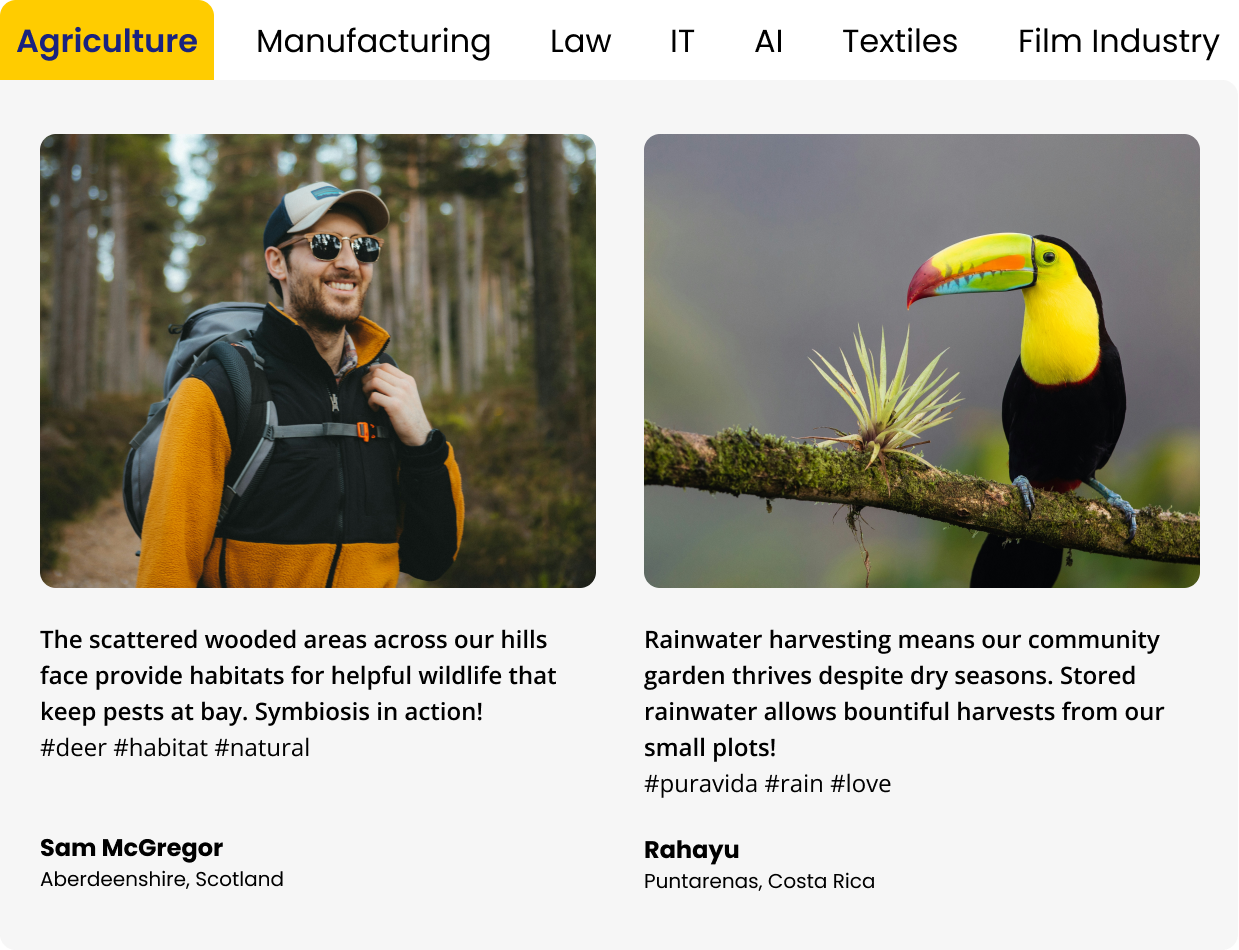 Agriculture Manufacturing Law IT AI Textiles Film Industry
The scattered wooded areas across our hills
face provide habitats for helpful wildlife that
keep pests at bay. Symbiosis in action!
#deer #habitat #natural
Sam McGregor
Aberdeenshire, Scotland
Rainwater harvesting means our community
garden thrives despite dry seasons. Stored
rainwater allows bountiful harvests from our
small plots!
#puravida #rain #love
Rahayu
Puntarenas, Costa Rica